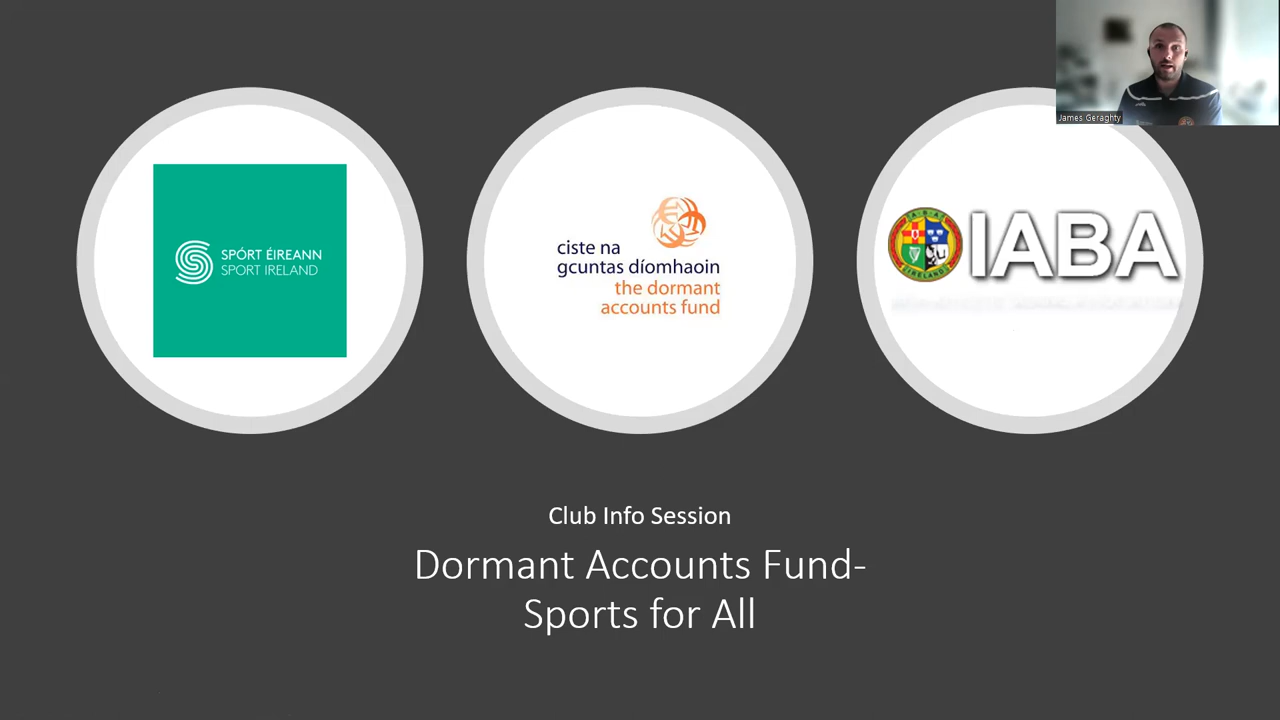 James Geraghty
SPÓRT ÉIREANN
SPORT IRELAND
ciste na
gcuntas díomhaoin
the dormant
accounts fund
IABA
Club Info Session
Dormant Accounts Fund-
Sports for All